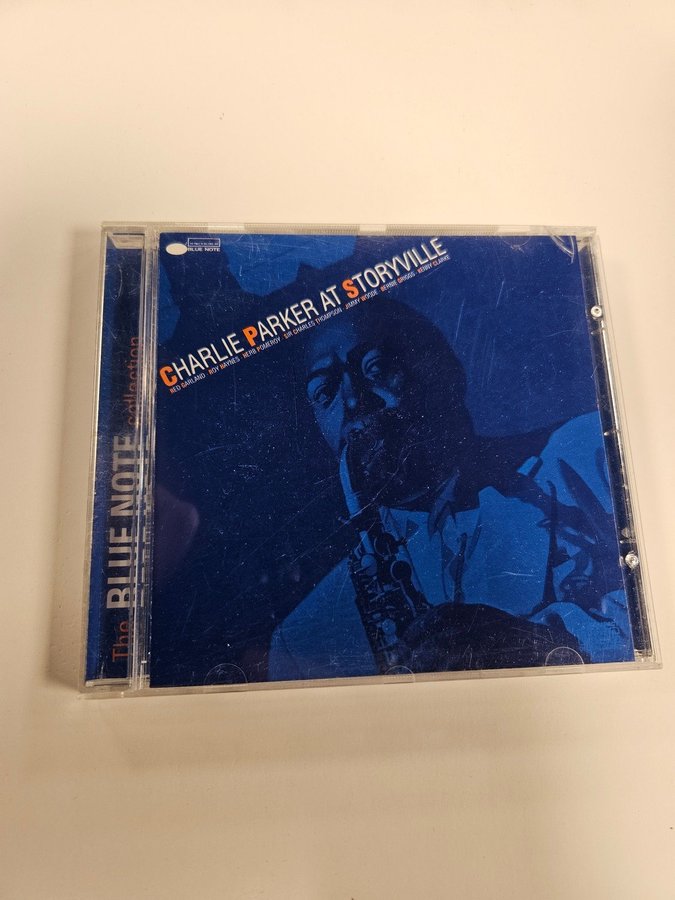 BLUE NOTE
CHARLIE PARKER AT STORYVILLE
RED GARLAND · ROY HAYNES · HERB POMEROY · SIR CHARLES THOMPSON · JIMMY WOODE · BERNIE GRIGGS · KENNY CLARKE
The BLUE NOTE collection